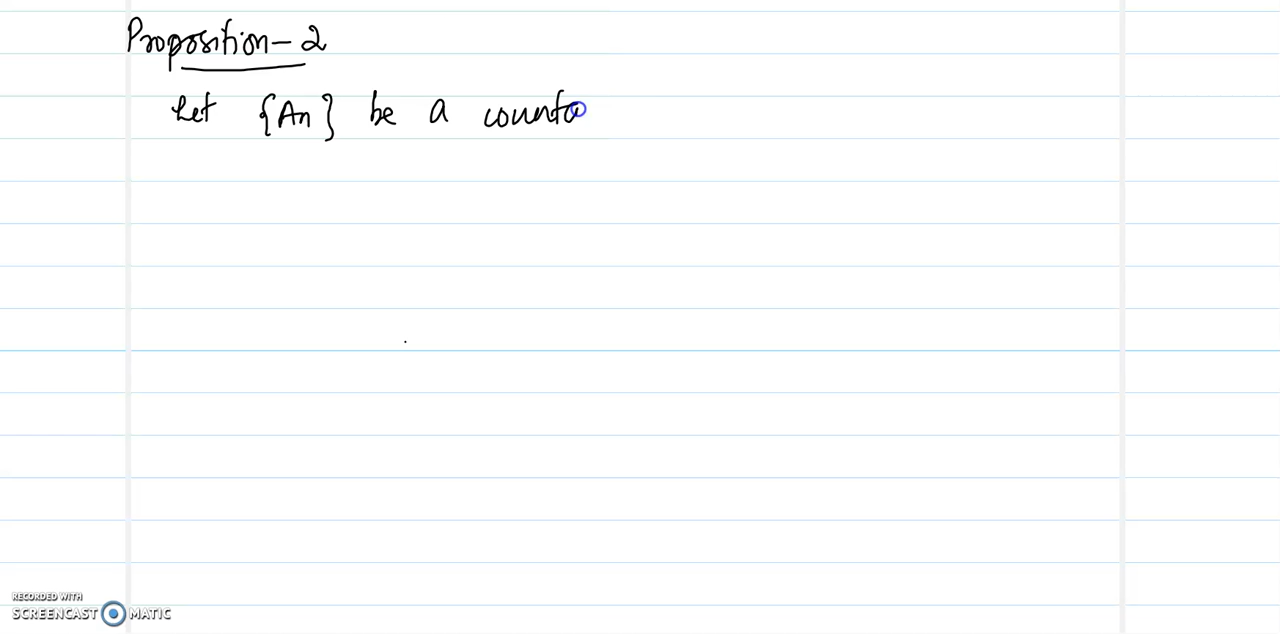 Proposition-2
Let {An} be a counta
RECORDED WITH
SCREENCAST MATIC